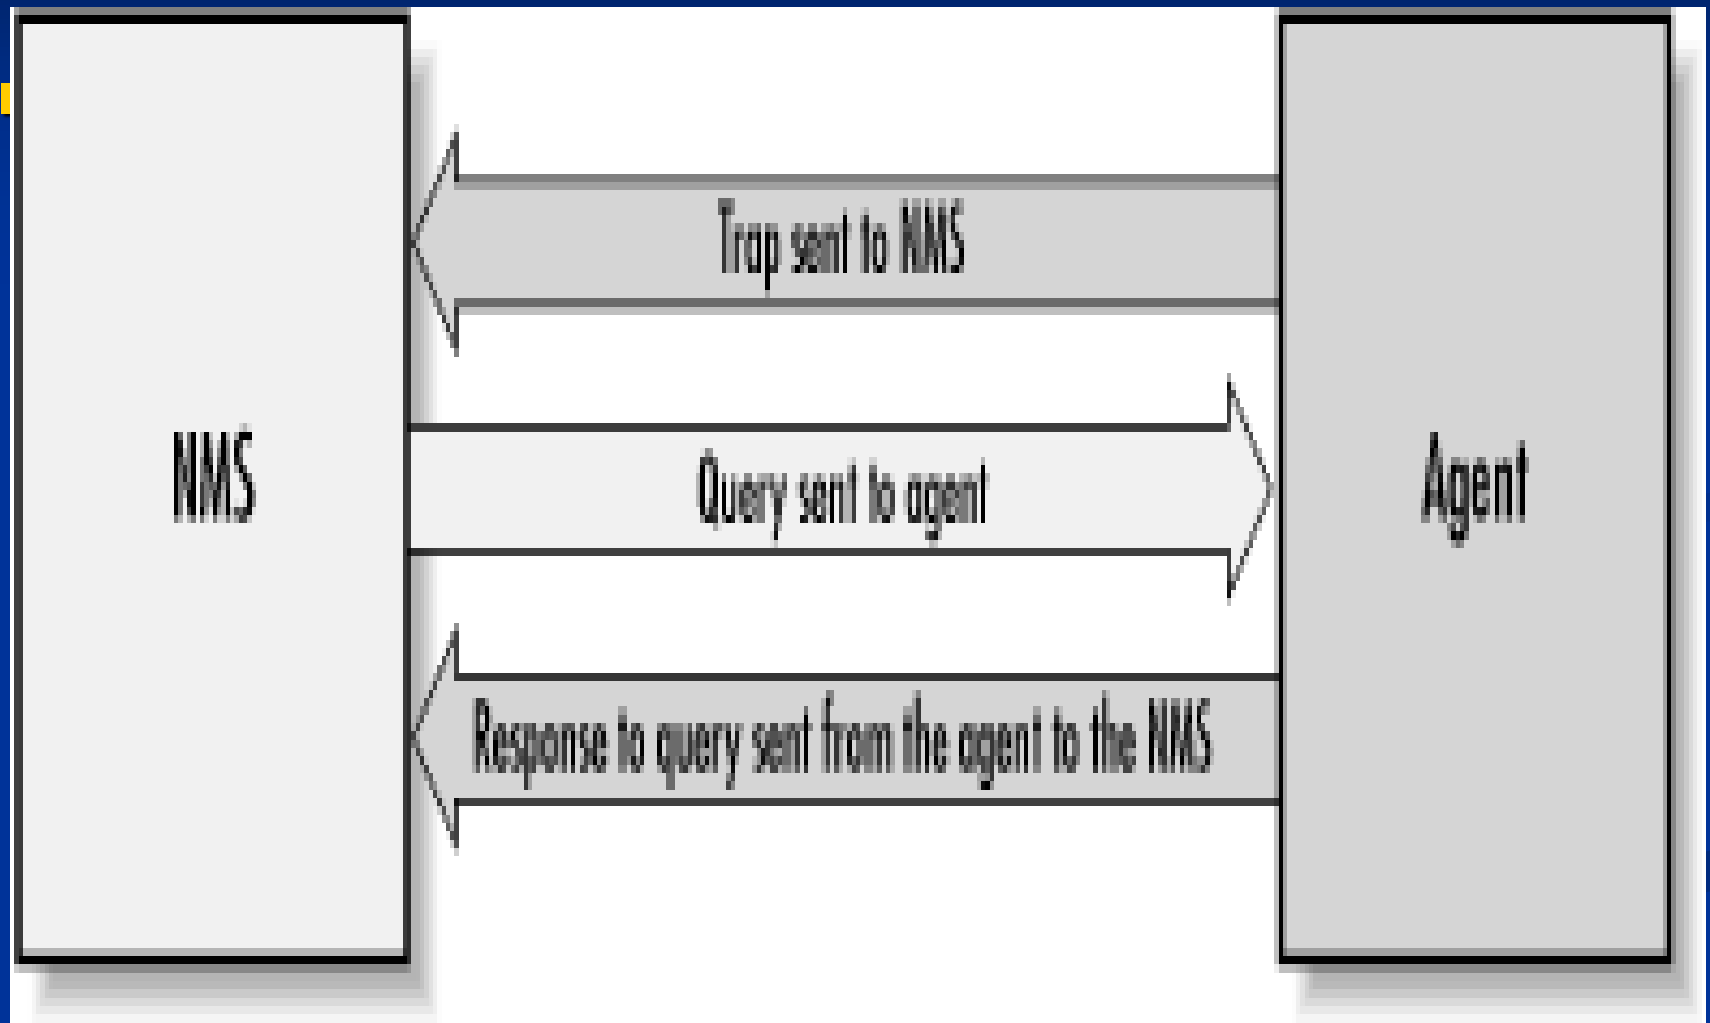 Trap sent to NMS
NMS
Query sent to agent
Agent
Response to query sent from the agent to the NMS